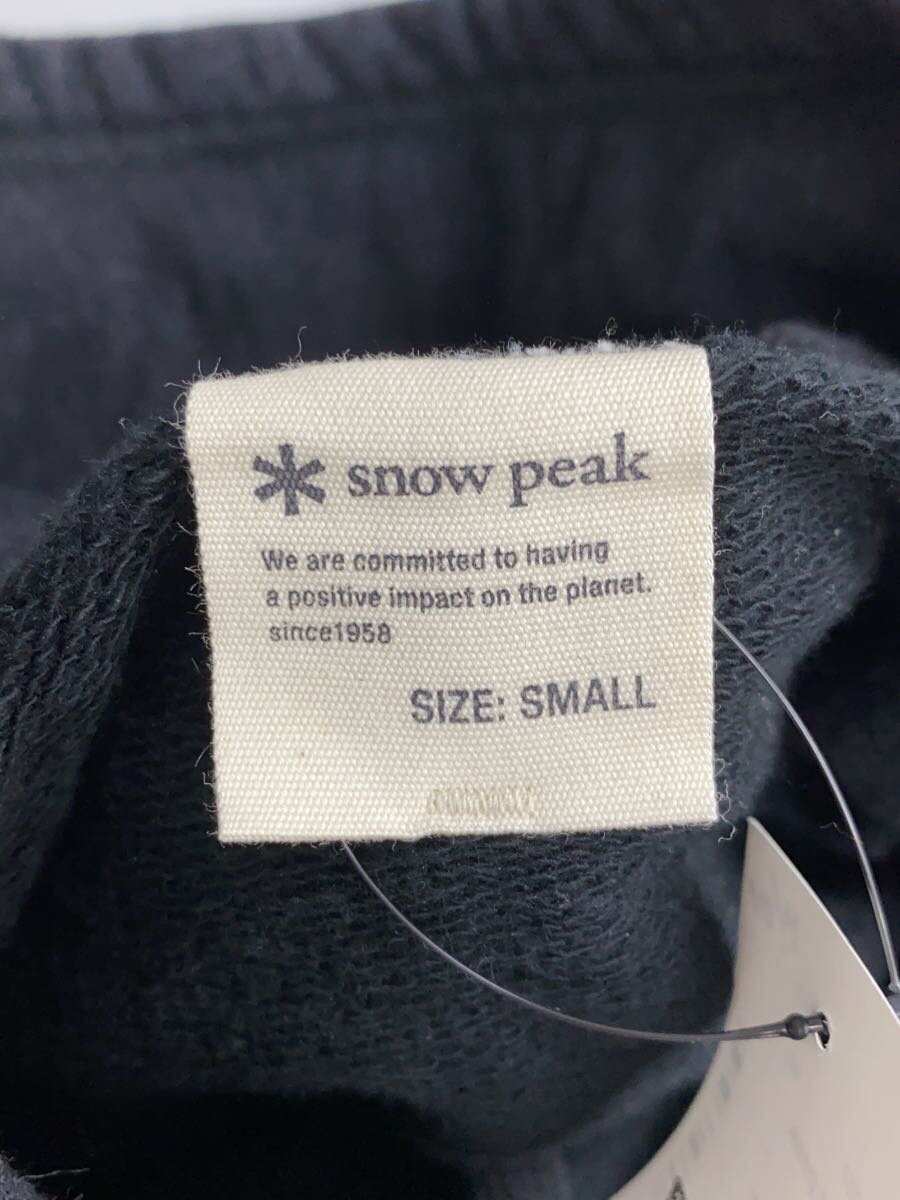 snow peak
We are committed to having
a positive impact on the planet.
since1958
SIZE: SMALL
A